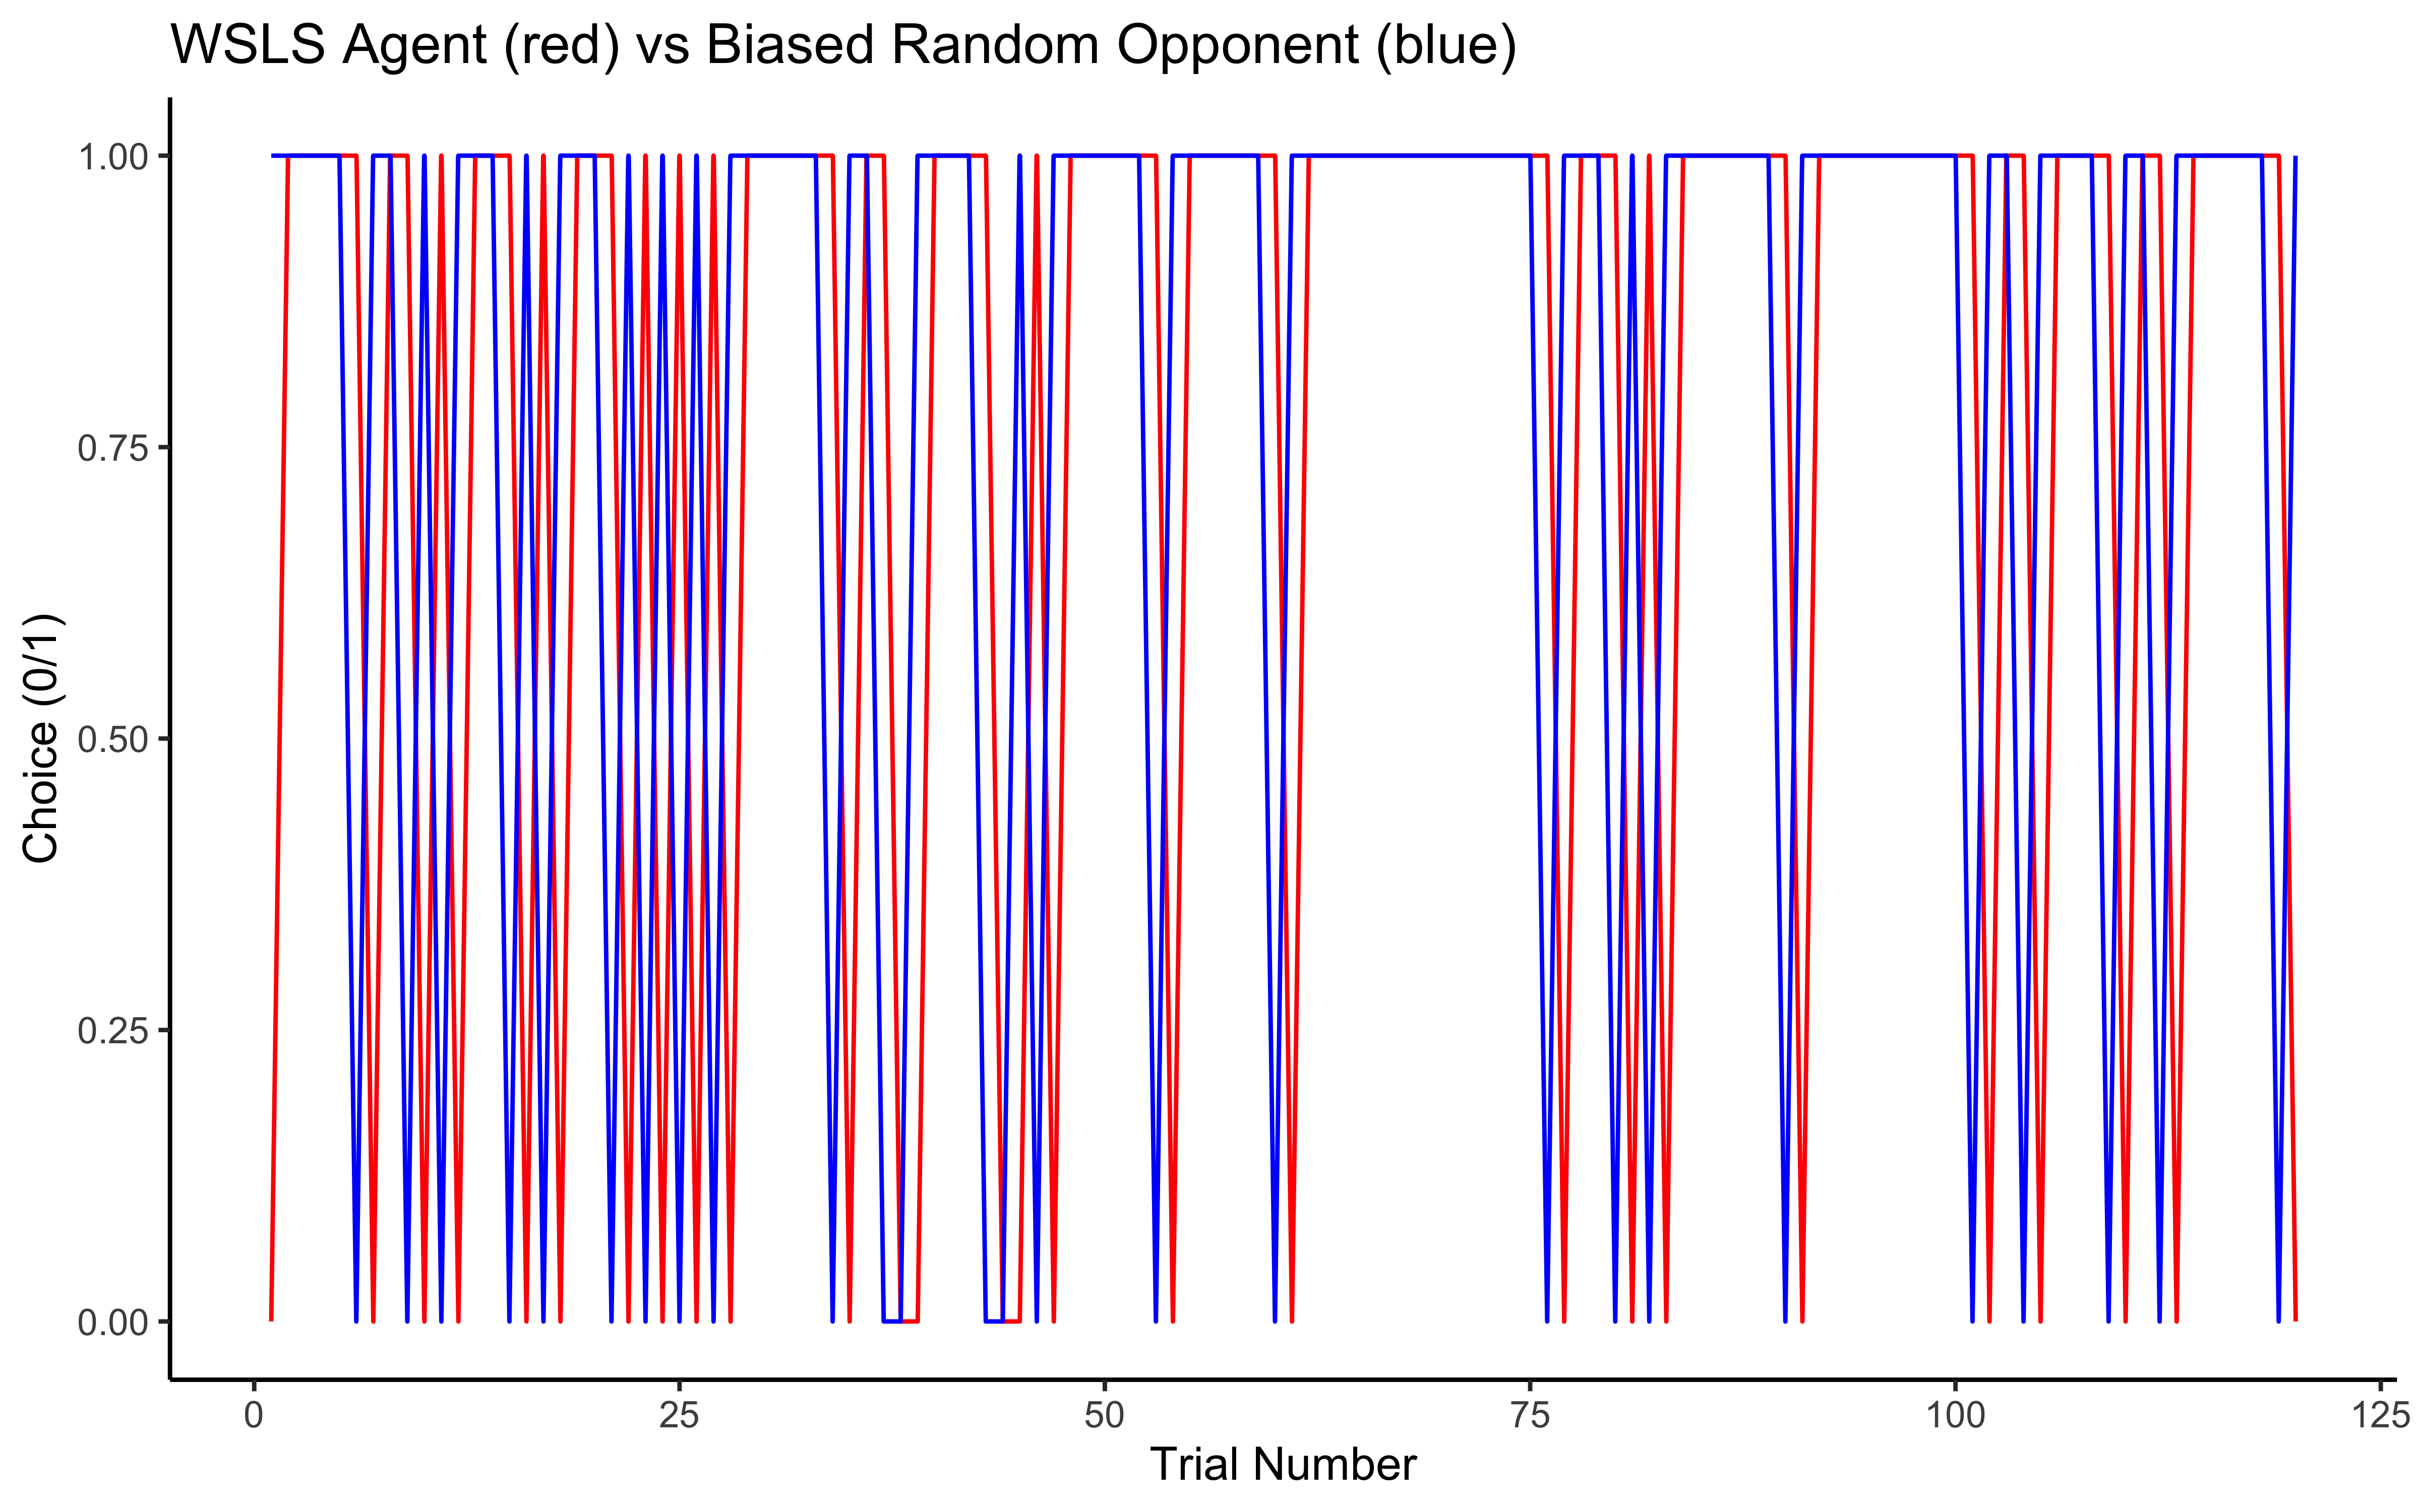 WSLS Agent (red) vs Biased Random Opponent (blue)
Choice (0/1)
1.00
0.75
0.50
0.25
0.00
0 25 50 75 100 125
Trial Number